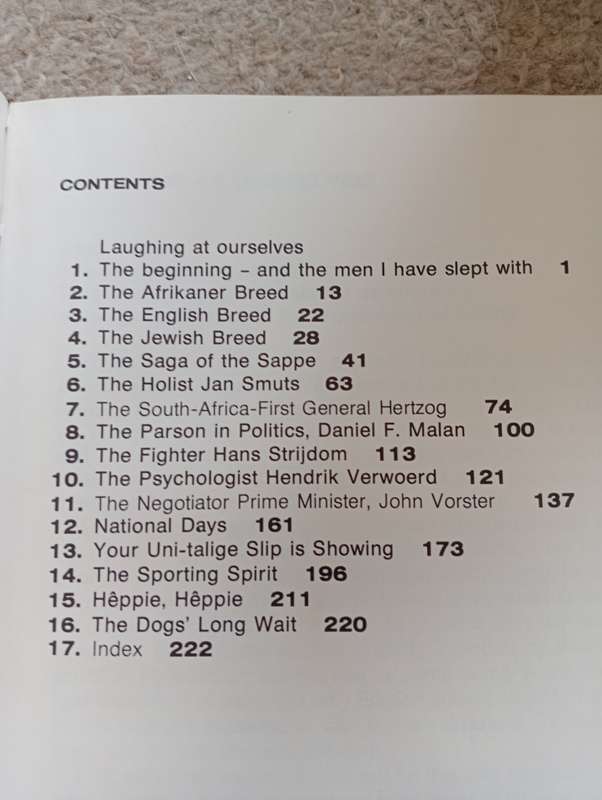 CONTENTS
Laughing at ourselves
1. The beginning – and the men I have slept with 1
2. The Afrikaner Breed 13
3. The English Breed 22
4. The Jewish Breed 28
5. The Saga of the Sappe 41
6. The Holist Jan Smuts 63
7. The South-Africa-First General Hertzog 74
8. The Parson in Politics, Daniel F. Malan 100
9. The Fighter Hans Strijdom 113
10. The Psychologist Hendrik Verwoerd 121
11. The Negotiator Prime Minister, John Vorster 137
12. National Days 161
13. Your Uni-talige Slip is Showing 173
14. The Sporting Spirit 196
15. Hêppie, Hêppie 211
16. The Dogs' Long Wait 220
17. Index 222